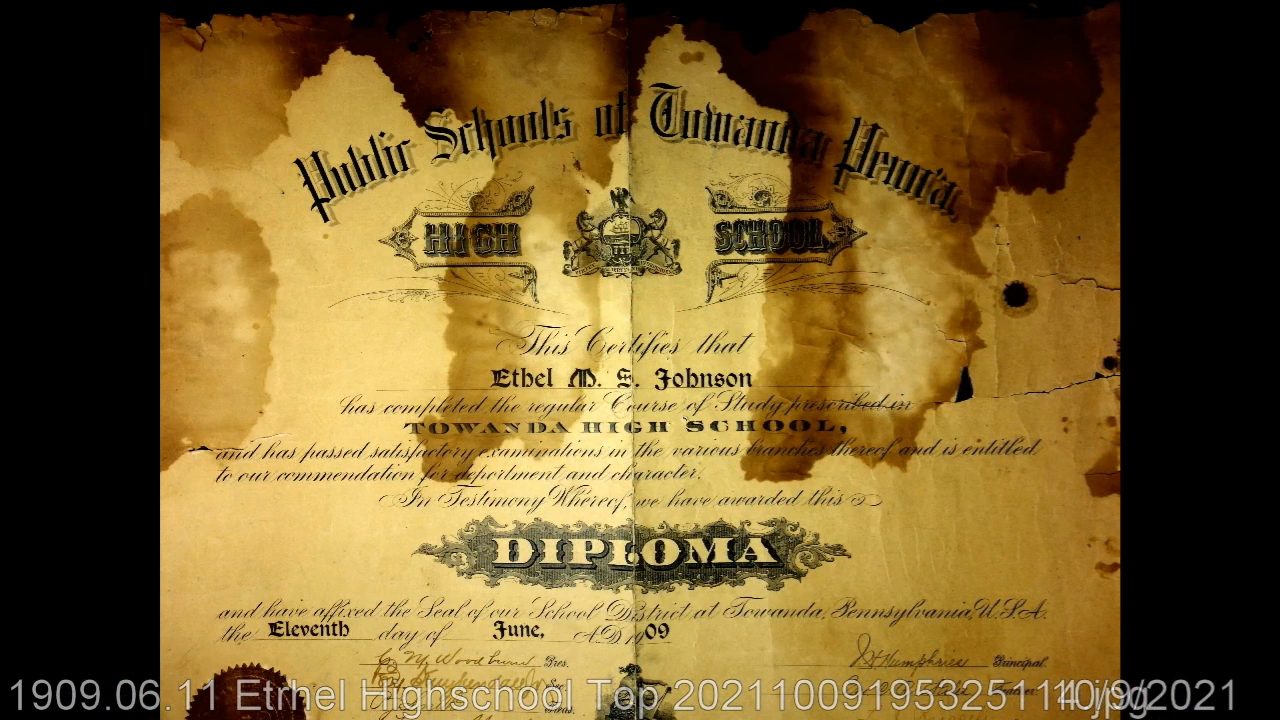 Public Schools of Towanda Penn'a.
HIGH SCHOOL
This Certifies that
Ethel M. S. Johnson
has completed the regular Course of Study prescribed in
TOWANDA HIGH SCHOOL,
and has passed satisfactory examinations in the various branches thereof and is entitled
to our commendation for deportment and character.
In Testimony Whereof, we have awarded this
DIPLOMA
and have affixed the Seal of our School District at Towanda, Pennsylvania, U.S.A.
the Eleventh day of June, A.D. 1909
Pres. J H Humphries Principal.
1909.06.11 Etrhel Highschool Top 20211009195325111 10/9/2021